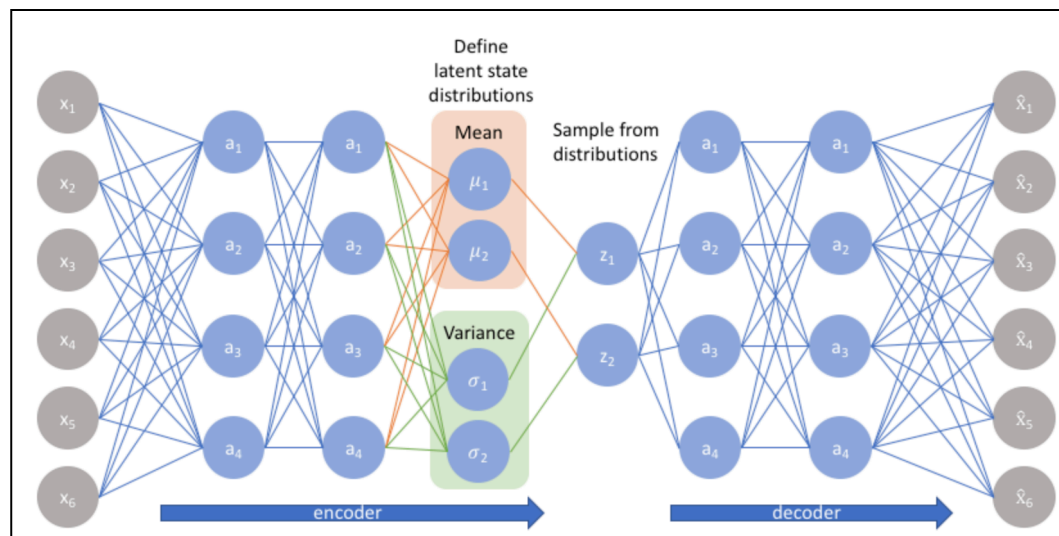 Define
latent state
distributions
Mean
Sample from
distributions
Variance
x₁
x₂
x₃
x₄
x₅
x₆
a₁
a₂
a₃
a₄
a₁
a₂
a₃
a₄
μ₁
μ₂
σ₁
σ₂
z₁
z₂
a₁
a₂
a₃
a₄
a₁
a₂
a₃
a₄
x̂₁
x̂₂
x̂₃
x̂₄
x̂₅
x̂₆
encoder
decoder